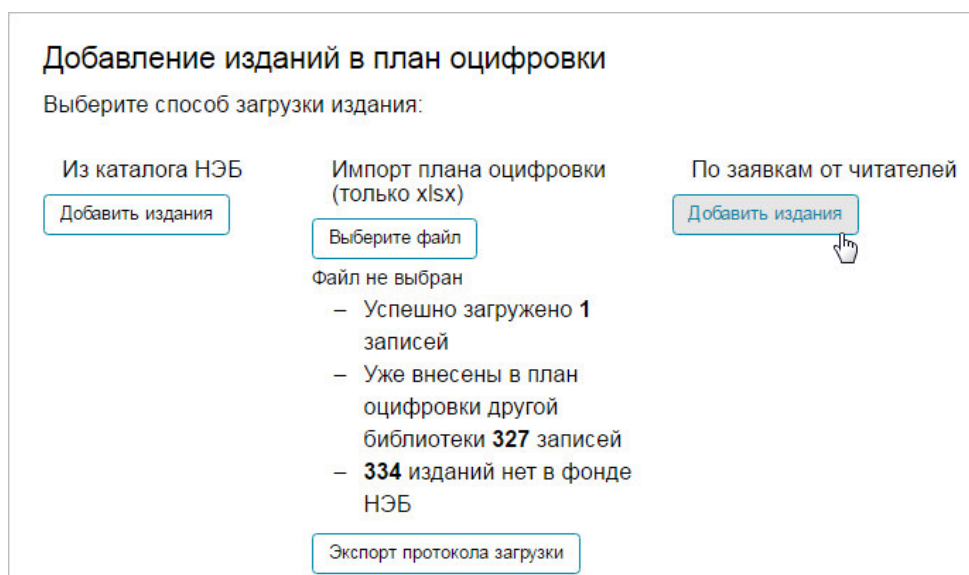 Добавление изданий в план оцифровки
Выберите способ загрузки издания:
Из каталога НЭБ
Добавить издания
Импорт плана оцифровки
(только xlsx)
Выберите файл
Файл не выбран
– Успешно загружено 1
записей
– Уже внесены в план
оцифровки другой
библиотеки 327 записей
– 334 изданий нет в фонде
НЭБ
Экспорт протокола загрузки
По заявкам от читателей
Добавить издания